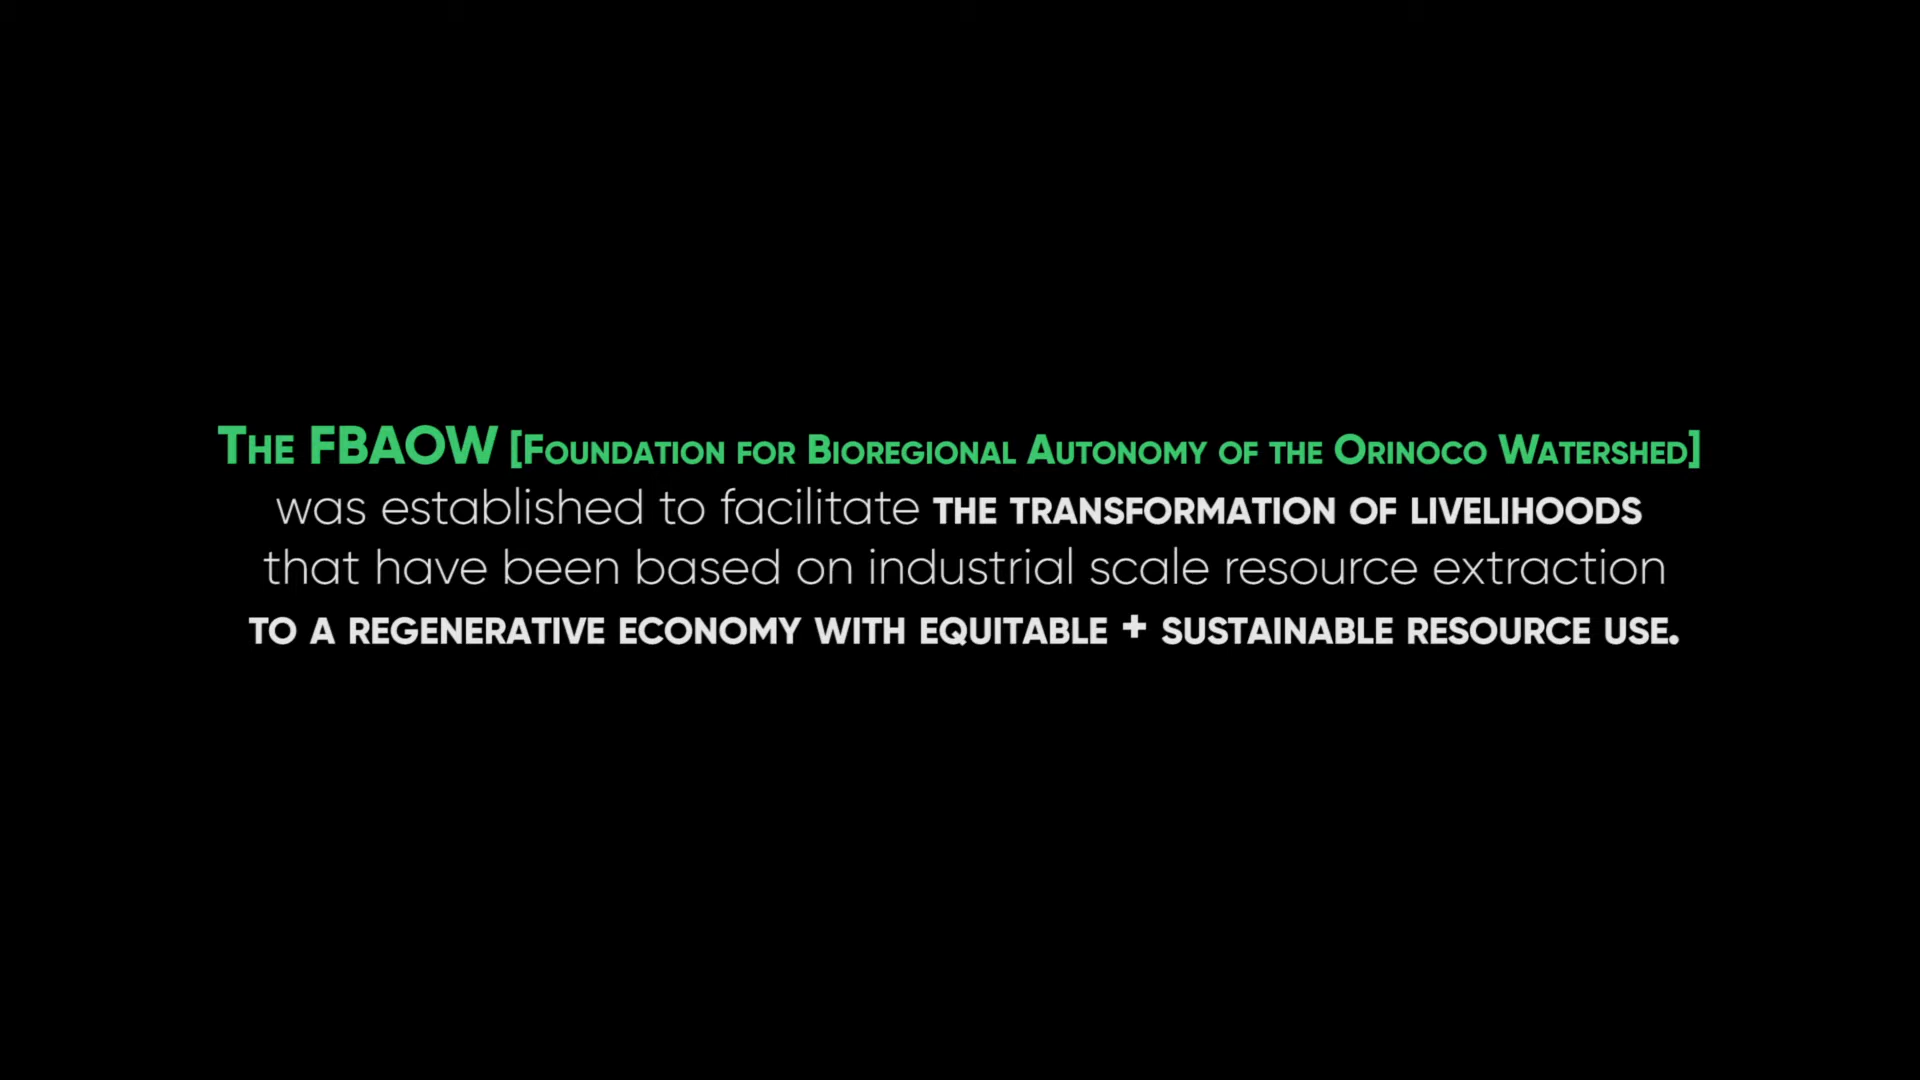 The FBAOW [Foundation for Bioregional Autonomy of the Orinoco Watershed]
was established to facilitate THE TRANSFORMATION OF LIVELIHOODS
that have been based on industrial scale resource extraction
TO A REGENERATIVE ECONOMY WITH EQUITABLE + SUSTAINABLE RESOURCE USE.